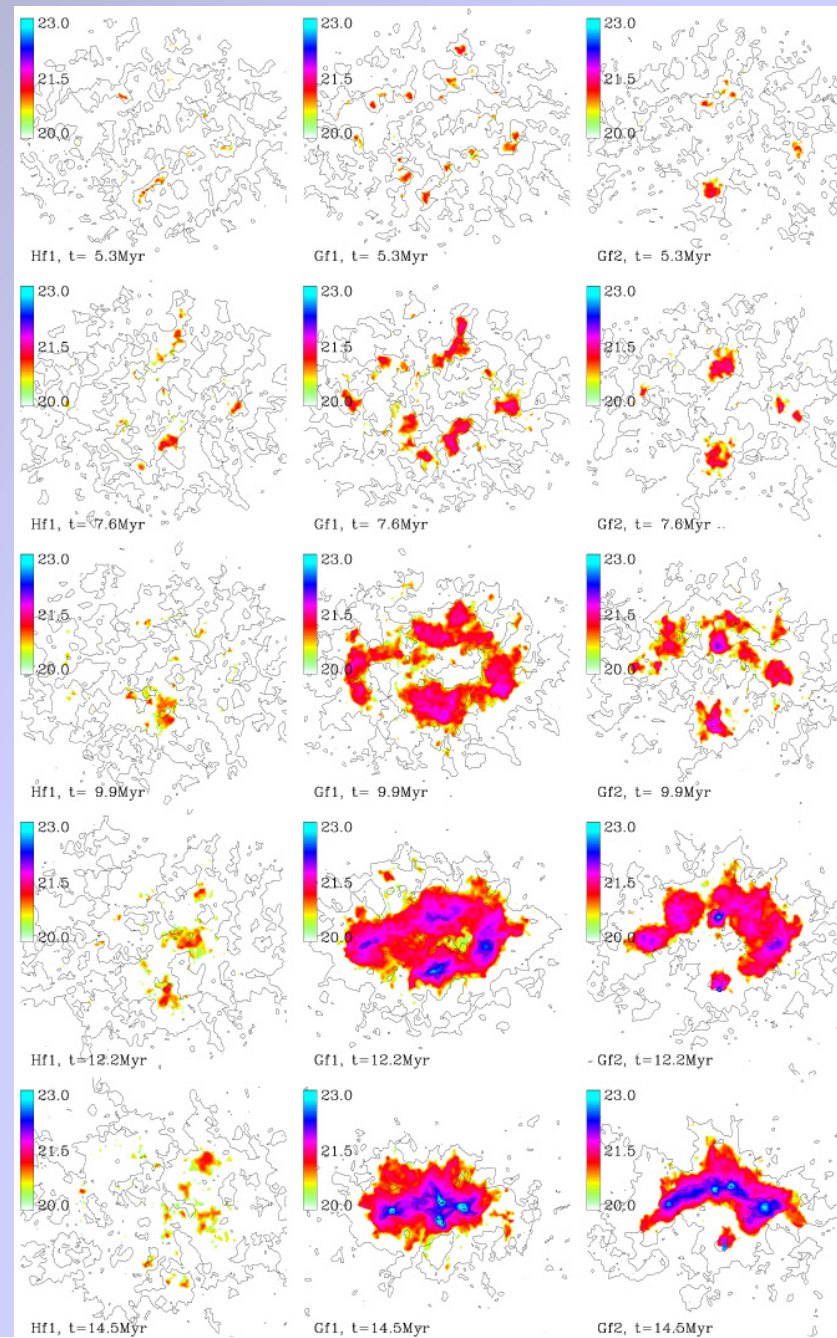 23.0 23.0 23.0
21.5 21.5 21.5
20.0 20.0 20.0
Hf1, t= 5.3Myr Gf1, t= 5.3Myr Gf2, t= 5.3Myr
23.0 23.0 23.0
21.5 21.5 21.5
20.0 20.0 20.0
Hf1, t= 7.6Myr Gf1, t= 7.6Myr Gf2, t= 7.6Myr
23.0 23.0 23.0
21.5 21.5 21.5
20.0 20.0 20.0
Hf1, t= 9.9Myr Gf1, t= 9.9Myr Gf2, t= 9.9Myr
23.0 23.0 23.0
21.5 21.5 21.5
20.0 20.0 20.0
Hf1, t=12.2Myr Gf1, t=12.2Myr Gf2, t=12.2Myr
23.0 23.0 23.0
21.5 21.5 21.5
20.0 20.0 20.0
Hf1, t=14.5Myr Gf1, t=14.5Myr Gf2, t=14.5Myr